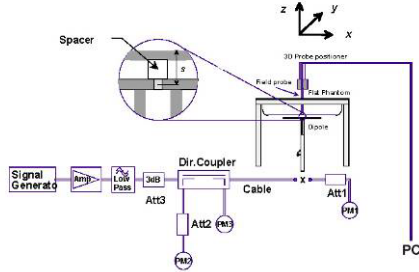 z
y
x
Spacer
s
3D Probe positioner
Field probe
Flat Phantom
Dipole
Signal
Generato
Amp
Low
Pass
3dB
Att3
Dir.Coupler
Cable
x
Att1
PM1
Att2
PM3
PM2
PC